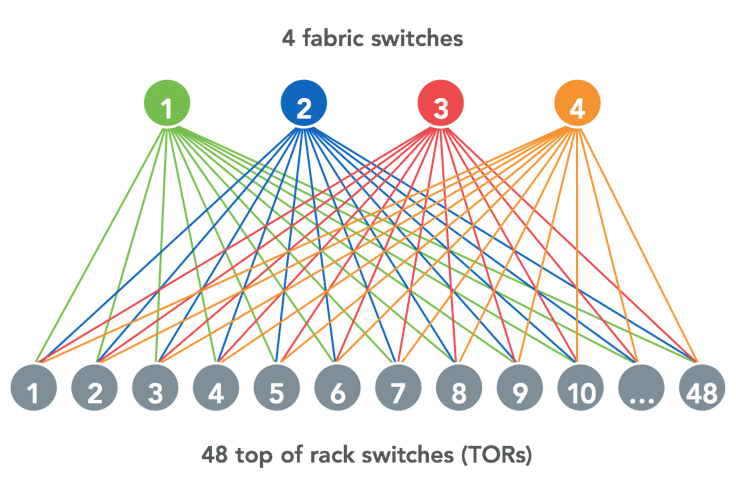 4 fabric switches
1 2 3 4
1 2 3 4 5 6 7 8 9 10 ... 48
48 top of rack switches (TORs)